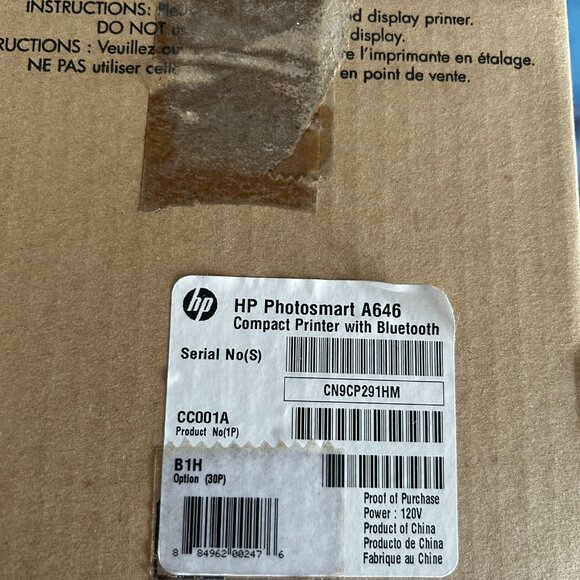 INSTRUCTIONS: and display printer.
DO NOT display.
RUCTIONS : Veuillez l'imprimante en étalage.
NE PAS utiliser en point de vente.
hp
HP Photosmart A646
Compact Printer with Bluetooth
Serial No(S)
CN9CP291HM
CC001A
Product No(1P)
B1H
Option (30P)
Proof of Purchase
Power : 120V
Product of China
Producto de China
Fabrique au Chine
8 84962 00247 6